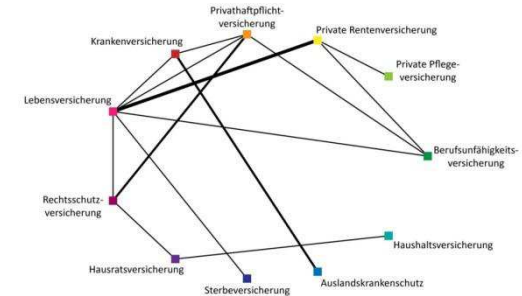 Privathaftpflicht-
versicherung
Private Rentenversicherung
Krankenversicherung
Private Pflege-
versicherung
Lebensversicherung
Berufsunfähigkeits-
versicherung
Rechtsschutz-
versicherung
Haushaltsversicherung
Hausratsversicherung
Auslandskrankenschutz
Sterbeversicherung